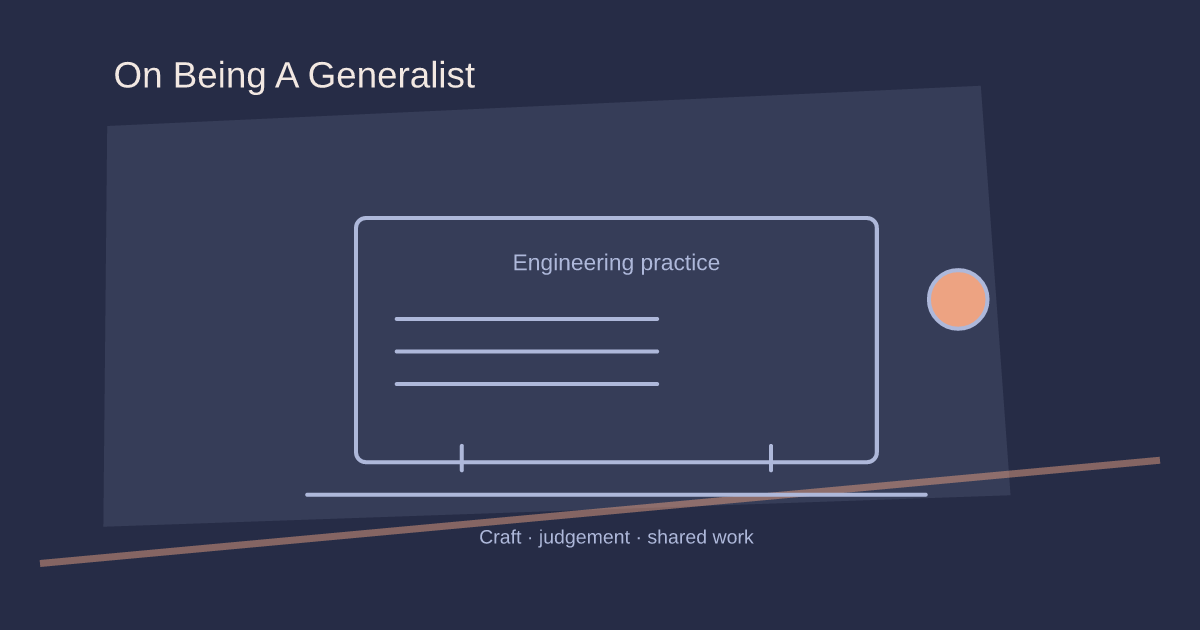 On Being A Generalist
Engineering practice
Craft · judgement · shared work